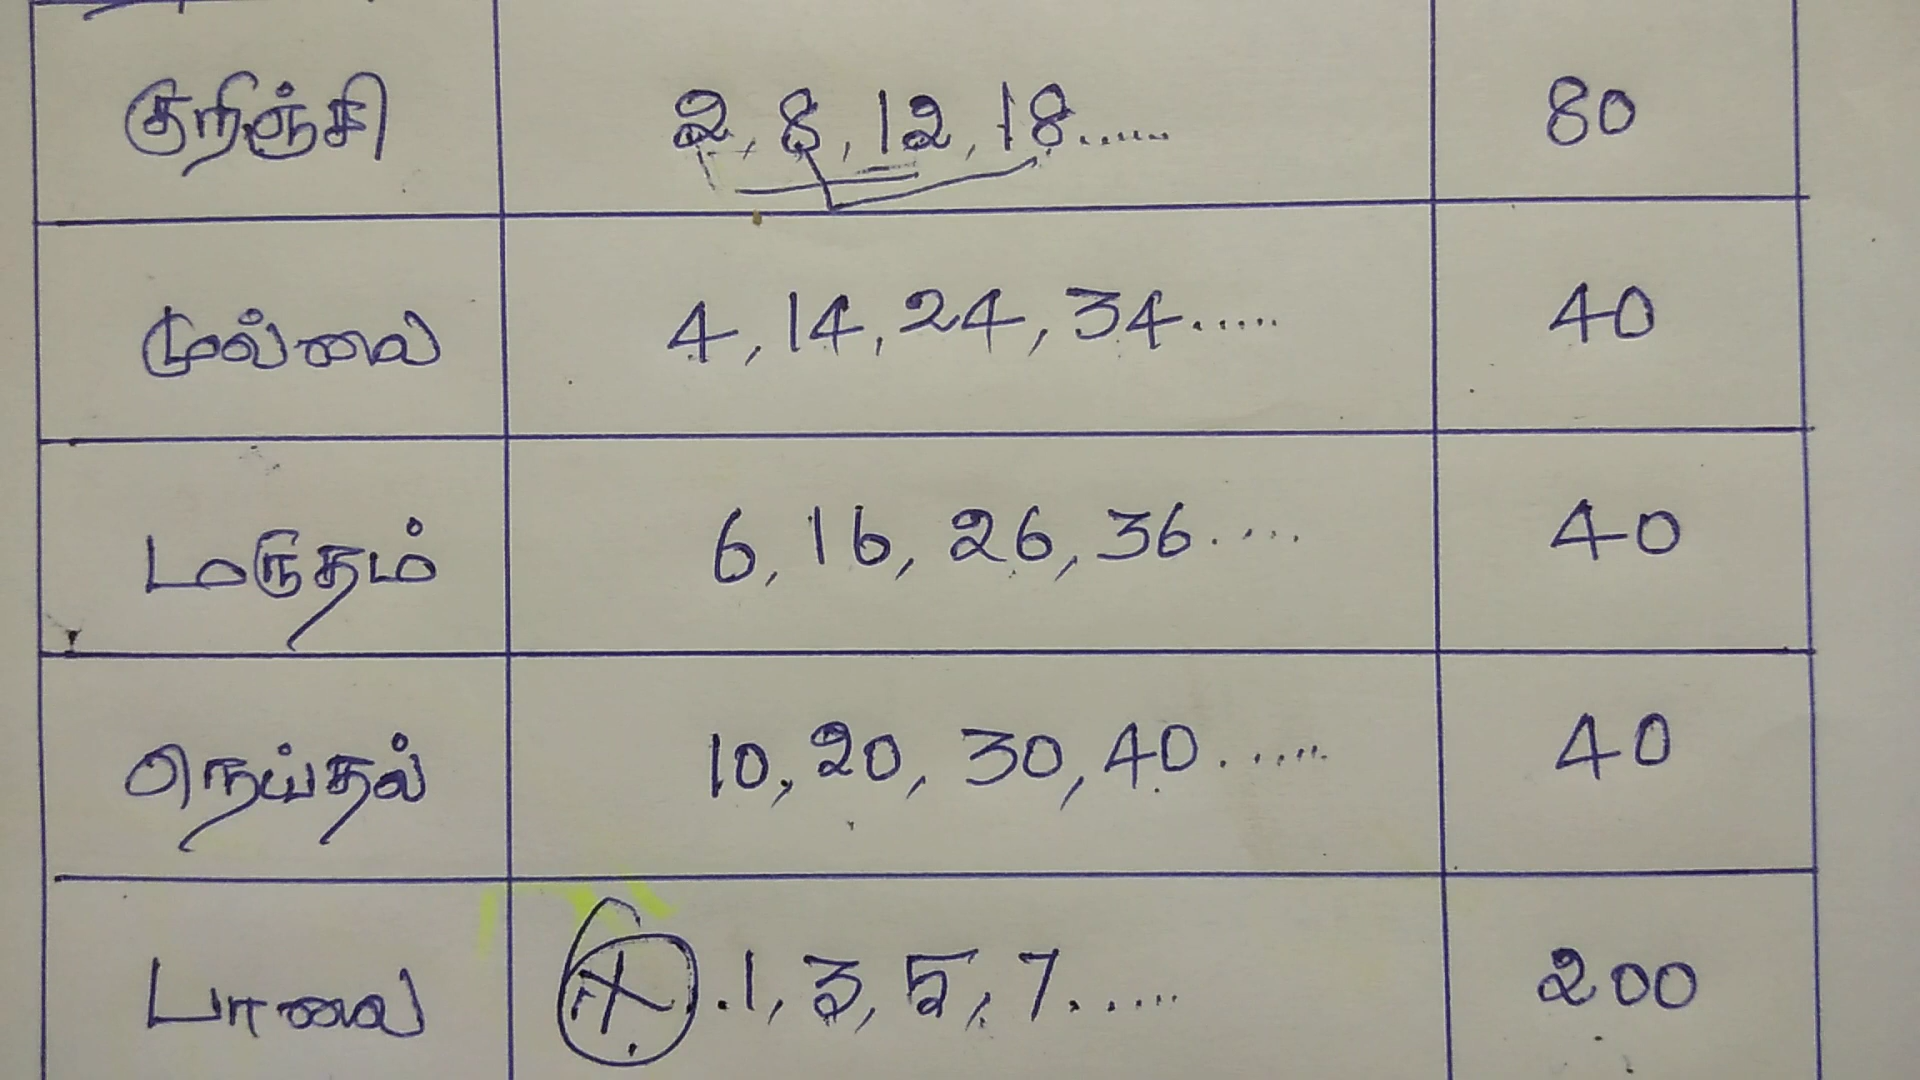 குறிஞ்சி 2, 8, 12, 18...... 80
முல்லை 4, 14, 24, 34..... 40
மருதம் 6, 16, 26, 36.... 40
நெய்தல் 10, 20, 30, 40...... 40
பாலை .1, 3, 5, 7...... 200